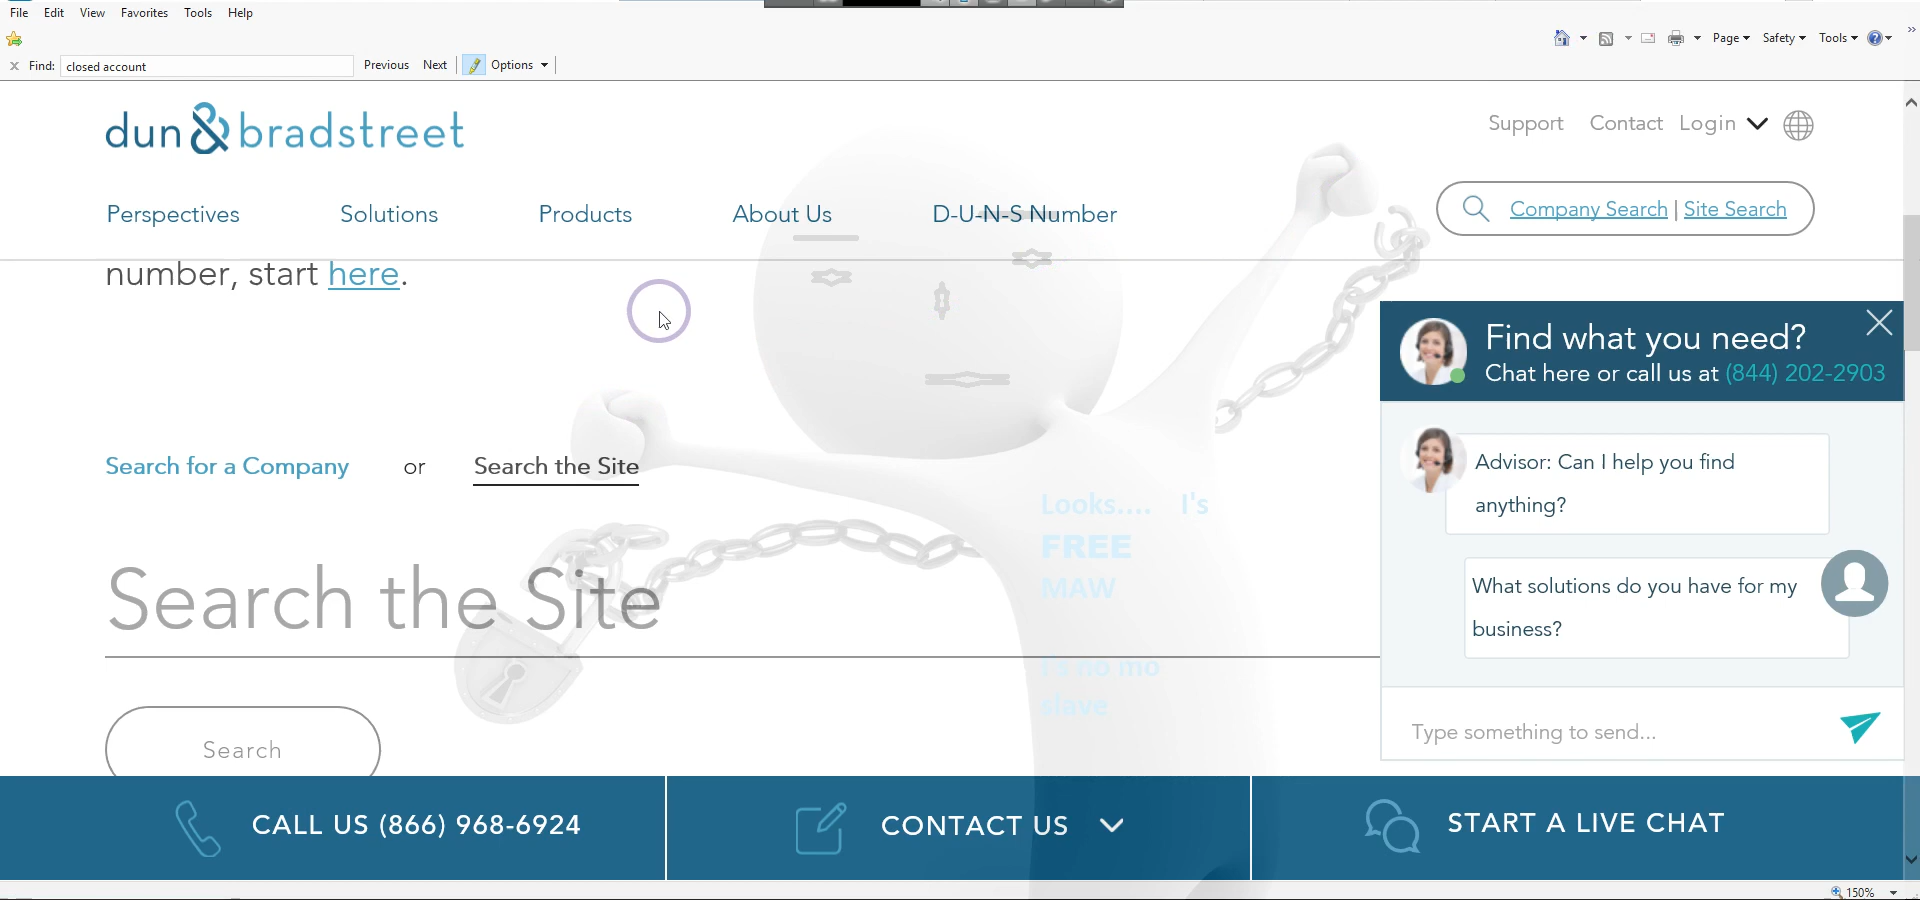 File Edit View Favorites Tools Help
Page Safety Tools
Find: closed account Previous Next Options
dun & bradstreet
Support Contact Login
Perspectives Solutions Products About Us D-U-N-S Number
Company Search | Site Search
number, start here.
Find what you need?
Chat here or call us at (844) 202-2903
Search for a Company or Search the Site
Advisor: Can I help you find
anything?
Looks.... I's
FREE
MAW
I's no mo
slave
Search the Site
What solutions do you have for my
business?
Type something to send...
Search
CALL US (866) 968-6924
CONTACT US
START A LIVE CHAT
150%